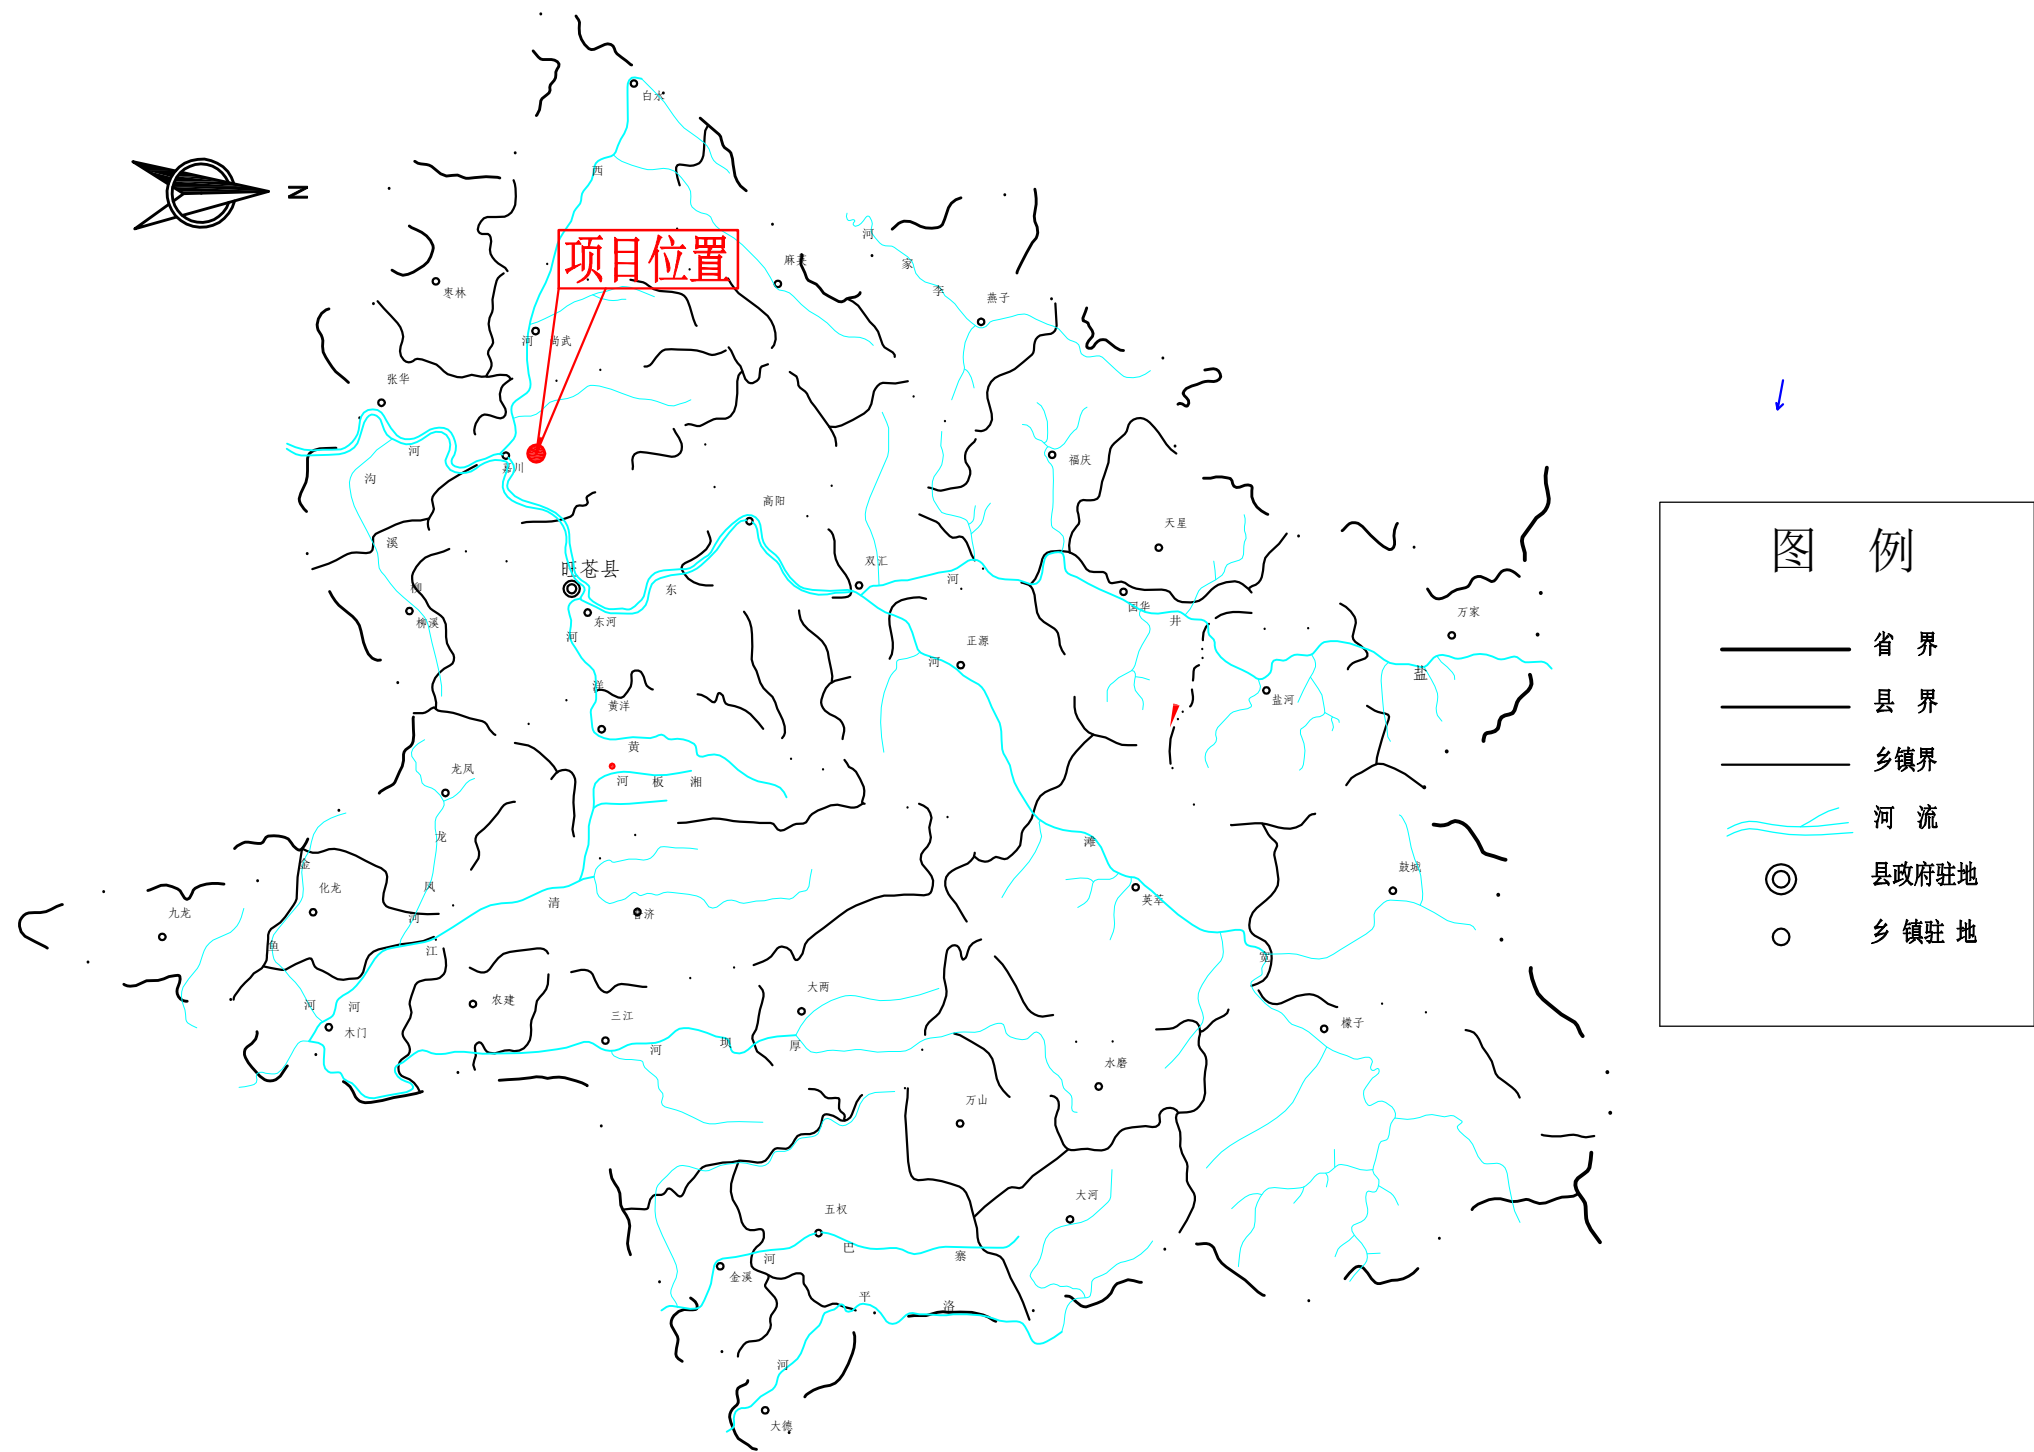 白水
西
N
项目位置
河
麻英
家
枣林
李
燕子
河
尚武
张华
河
嘉川
福庆
沟
高阳
天星
图 例
溪
双汇
旺苍县
河
柳
东
国华
万家
柳溪
东河
井
河
正源
省 界
河
盐
洋
盐河
县 界
黄洋
黄
乡镇界
龙凤
河
板
湘
河 流
龙
滩
金
鼓城
县政府驻地
化龙
凤
清
英萃
九龙
河
普济
乡 镇驻 地
鱼
江
宽
大两
农建
河
河
三江
檬子
木门
河
坝
厚
水磨
万山
大河
五权
巴
寨
河
金溪
平
洛
河
大德